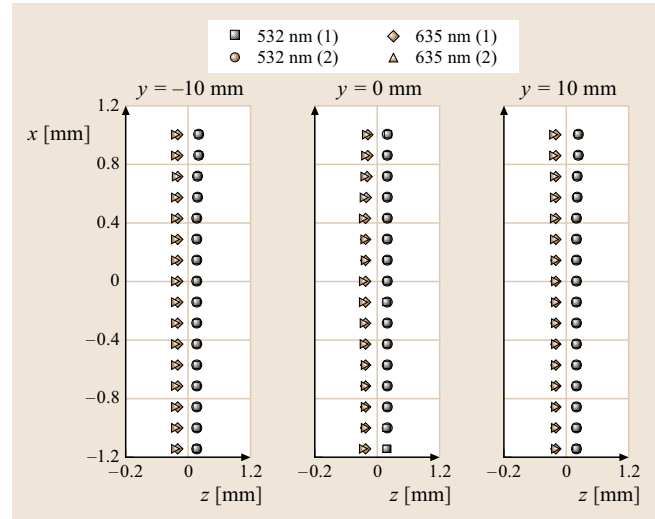 532 nm (1) 635 nm (1)
532 nm (2) 635 nm (2)
y = –10 mm y = 0 mm y = 10 mm
1.2
x [mm]
0.8
0.4
0
–0.4
–0.8
–1.2
–0.2 0 1.2 –0.2 0 1.2 –0.2 0 1.2
z [mm] z [mm] z [mm]